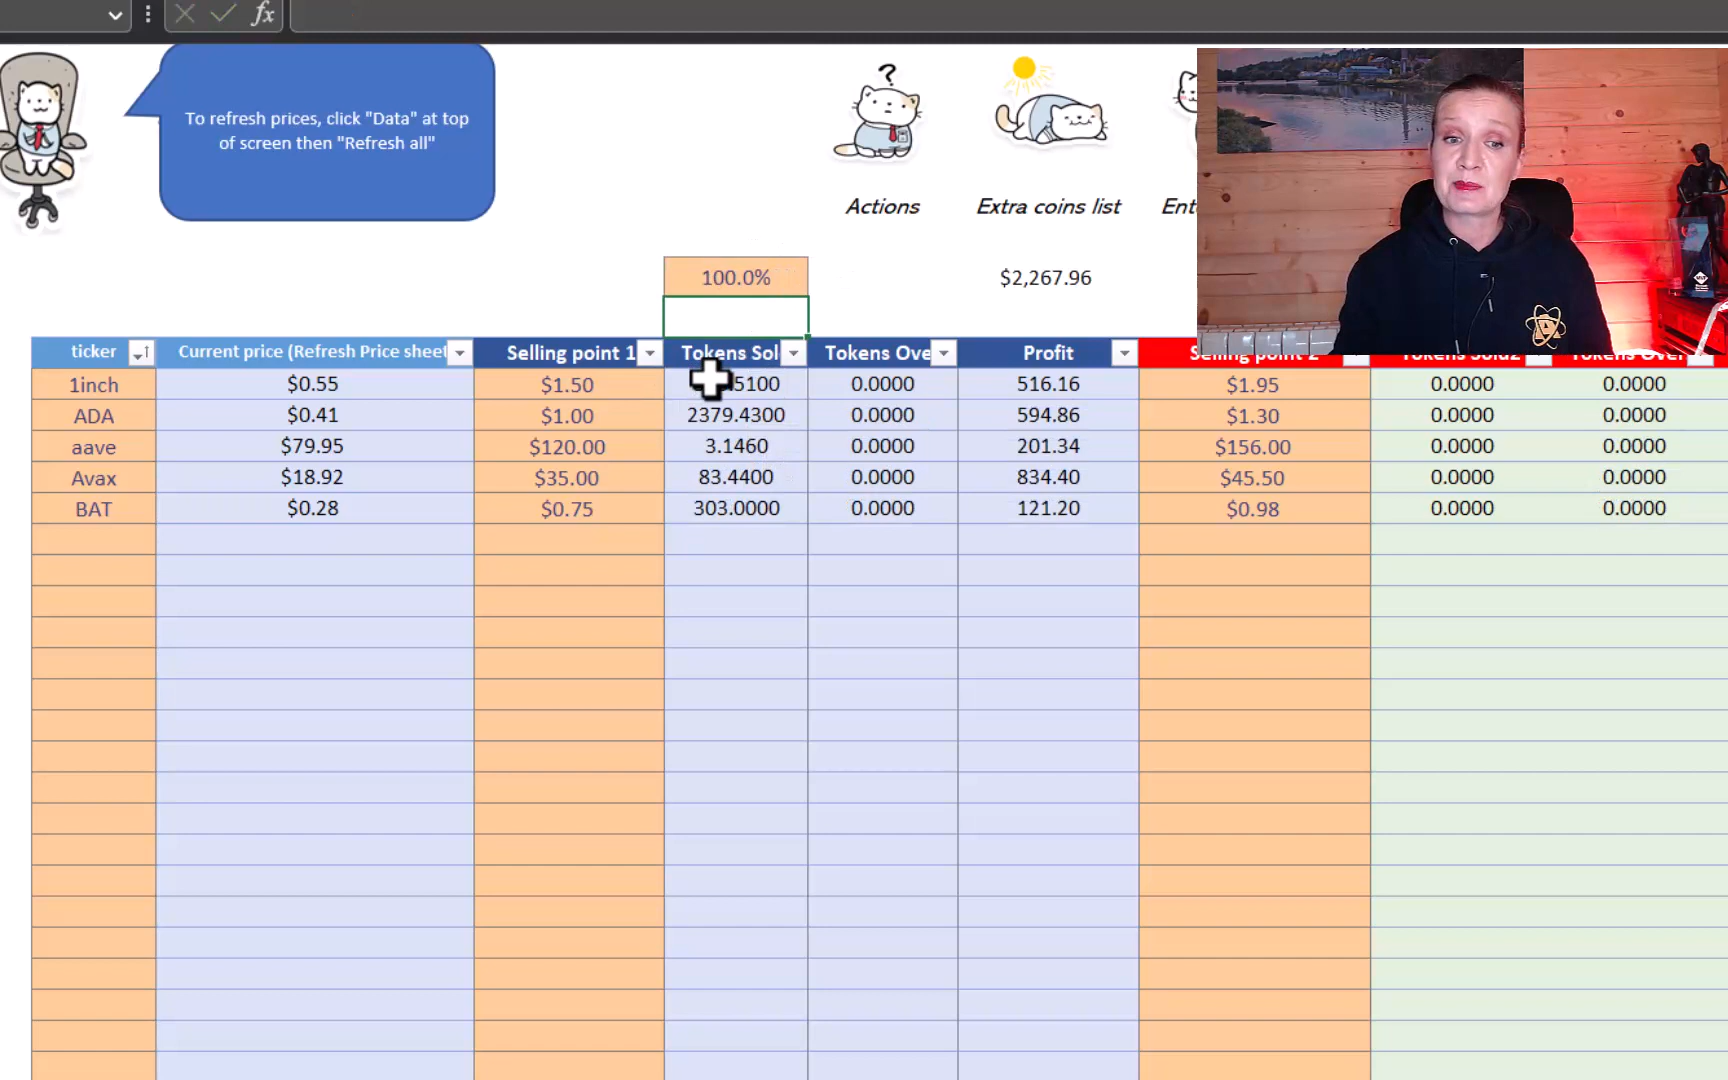 fx
To refresh prices, click "Data" at top
of screen then "Refresh all"
?
Actions
Extra coins list
100.0%
$2,267.96
ticker Current price (Refresh Price sheet Selling point 1 Tokens Sol Tokens Ove Profit
1inch $0.55 $1.50 5100 0.0000 516.16 $1.95 0.0000 0.0000
ADA $0.41 $1.00 2379.4300 0.0000 594.86 $1.30 0.0000 0.0000
aave $79.95 $120.00 3.1460 0.0000 201.34 $156.00 0.0000 0.0000
Avax $18.92 $35.00 83.4400 0.0000 834.40 $45.50 0.0000 0.0000
BAT $0.28 $0.75 303.0000 0.0000 121.20 $0.98 0.0000 0.0000